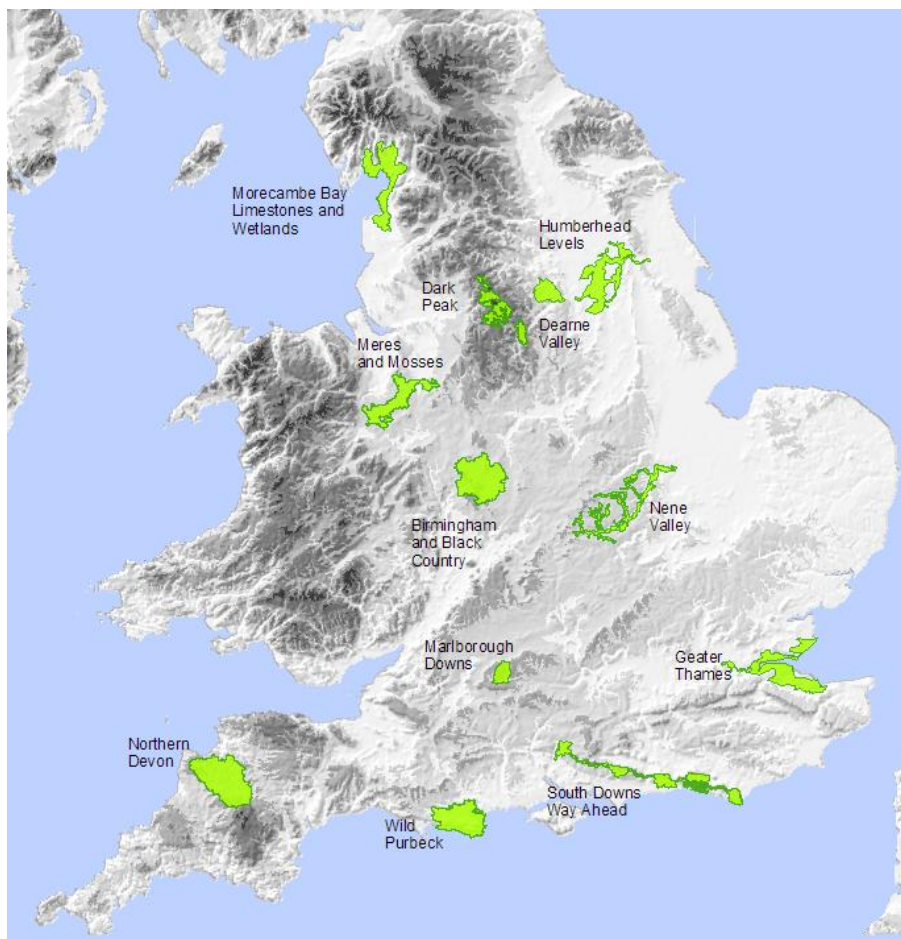 Morecambe Bay
Limestones and
Wetlands
Humberhead
Levels
Dark
Peak
Dearne
Valley
Meres
and Mosses
Birmingham
and Black
Country
Nene
Valley
Marlborough
Downs
Geater
Thames
Northern
Devon
South Downs
Way Ahead
Wild
Purbeck